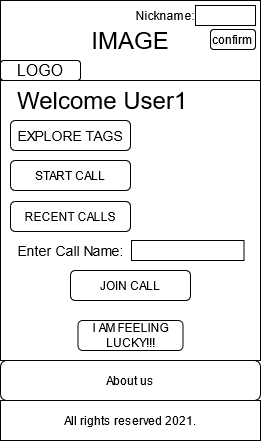 Nickname:
IMAGE
confirm
LOGO
Welcome User1
EXPLORE TAGS
START CALL
RECENT CALLS
Enter Call Name:
JOIN CALL
I AM FEELING
LUCKY!!!
About us
All rights reserved 2021.